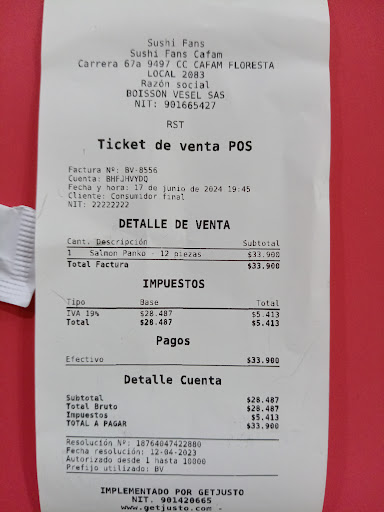 Sushi Fans
Sushi Fans Cafam
Carrera 67a 9497 CC CAFAM FLORESTA
LOCAL 2083
Razón social
BOISSON VESEL SAS
NIT: 901665427
RST
Ticket de venta POS
Factura Nº: BV-8556
Cuenta: BHFJHVYDQ
Fecha y hora: 17 de junio de 2024 19:45
Cliente: Consumidor final
NIT: 22222222
DETALLE DE VENTA
Cant. Descripción Subtotal
1 Salmon Panko - 12 piezas $33.900
Total Factura $33.900
IMPUESTOS
Tipo Base Total
IVA 19% $28.487 $5.413
Total $28.487 $5.413
Pagos
Efectivo $33.900
Detalle Cuenta
Subtotal $28.487
Total Bruto $28.487
Impuestos $5.413
TOTAL A PAGAR $33.900
Resolución Nº: 18764047422880
Fecha resolución: 12-04-2023
Autorizado desde 1 hasta 10000
Prefijo utilizado: BV
IMPLEMENTADO POR GETJUSTO
NIT. 901420665
www.getjusto.com -